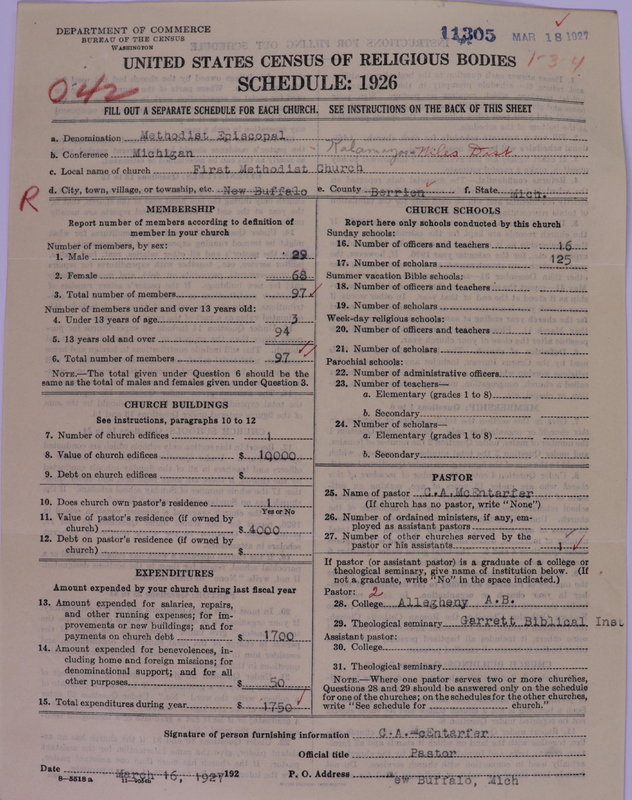 DEPARTMENT OF COMMERCE
BUREAU OF THE CENSUS
WASHINGTON
11305
MAR 18 1927
UNITED STATES CENSUS OF RELIGIOUS BODIES
1-3-4
SCHEDULE: 1926
042
FILL OUT A SEPARATE SCHEDULE FOR EACH CHURCH. SEE INSTRUCTIONS ON THE BACK OF THIS SHEET
a. Denomination Methodist Episcopal
b. Conference Michigan - Kalamazoo-Niles Dist
c. Local name of church First Methodist Church
d. City, town, village, or township, etc. New Buffalo e. County Berrien f. State Mich.
R
MEMBERSHIP
Report number of members according to definition of
member in your church
Number of members, by sex:
1. Male 29
2. Female 68
3. Total number of members 97
Number of members under and over 13 years old:
4. Under 13 years of age 3
5. 13 years old and over 94
6. Total number of members 97
NOTE.—The total given under Question 6 should be
same as the total of males and females given under Question 3.
CHURCH BUILDINGS
See instructions, paragraphs 10 to 12
7. Number of church edifices 1
8. Value of church edifices $ 10000
9. Debt on church edifices $
10. Does church own pastor's residence 1
Yes or No
11. Value of pastor's residence (if owned by
church) $ 4000
12. Debt on pastor's residence (if owned by
church) $
EXPENDITURES
Amount expended by your church during last fiscal year
13. Amount expended for salaries, repairs,
and other running expenses; for im-
provements or new buildings; and for
payments on church debt $ 1700
14. Amount expended for benevolences, in-
cluding home and foreign missions; for
denominational support; and for all
other purposes $ 50
15. Total expenditures during year $ 1750
CHURCH SCHOOLS
Report here only schools conducted by this church
Sunday schools:
16. Number of officers and teachers 16
17. Number of scholars 125
Summer vacation Bible schools:
18. Number of officers and teachers
19. Number of scholars
Week-day religious schools:
20. Number of officers and teachers
21. Number of scholars
Parochial schools:
22. Number of administrative officers
23. Number of teachers—
a. Elementary (grades 1 to 8)
b. Secondary
24. Number of scholars—
a. Elementary (grades 1 to 8)
b. Secondary
PASTOR
25. Name of pastor C.A.McEntarfer
(If church has no pastor, write "None")
26. Number of ordained ministers, if any, em-
ployed as assistant pastors
27. Number of other churches served by the
pastor or his assistants 1
If pastor (or assistant pastor) is a graduate of a college or
theological seminary, give name of institution below. (If
not a graduate, write "No" in the space indicated.)
Pastor: 2
28. College Allegheny A.B.
29. Theological seminary Garrett Biblical Inst
Assistant pastor:
30. College
31. Theological seminary
NOTE.—Where one pastor serves two or more churches,
Questions 28 and 29 should be answered only on the schedule
for one of the churches; on the schedules for the other churches,
write "See schedule for church."
Signature of person furnishing information C.A.McEntarfer
Official title Pastor
Date March 16, 1927 192 P. O. Address New Buffalo, Mich
8-5518 a